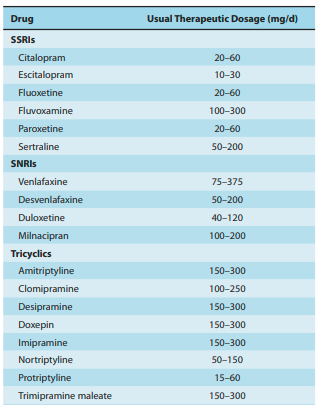 Drug Usual Therapeutic Dosage (mg/d)
SSRIs
Citalopram 20–60
Escitalopram 10–30
Fluoxetine 20–60
Fluvoxamine 100–300
Paroxetine 20–60
Sertraline 50–200
SNRIs
Venlafaxine 75–375
Desvenlafaxine 50–200
Duloxetine 40–120
Milnacipran 100–200
Tricyclics
Amitriptyline 150–300
Clomipramine 100–250
Desipramine 150–300
Doxepin 150–300
Imipramine 150–300
Nortriptyline 50–150
Protriptyline 15–60
Trimipramine maleate 150–300